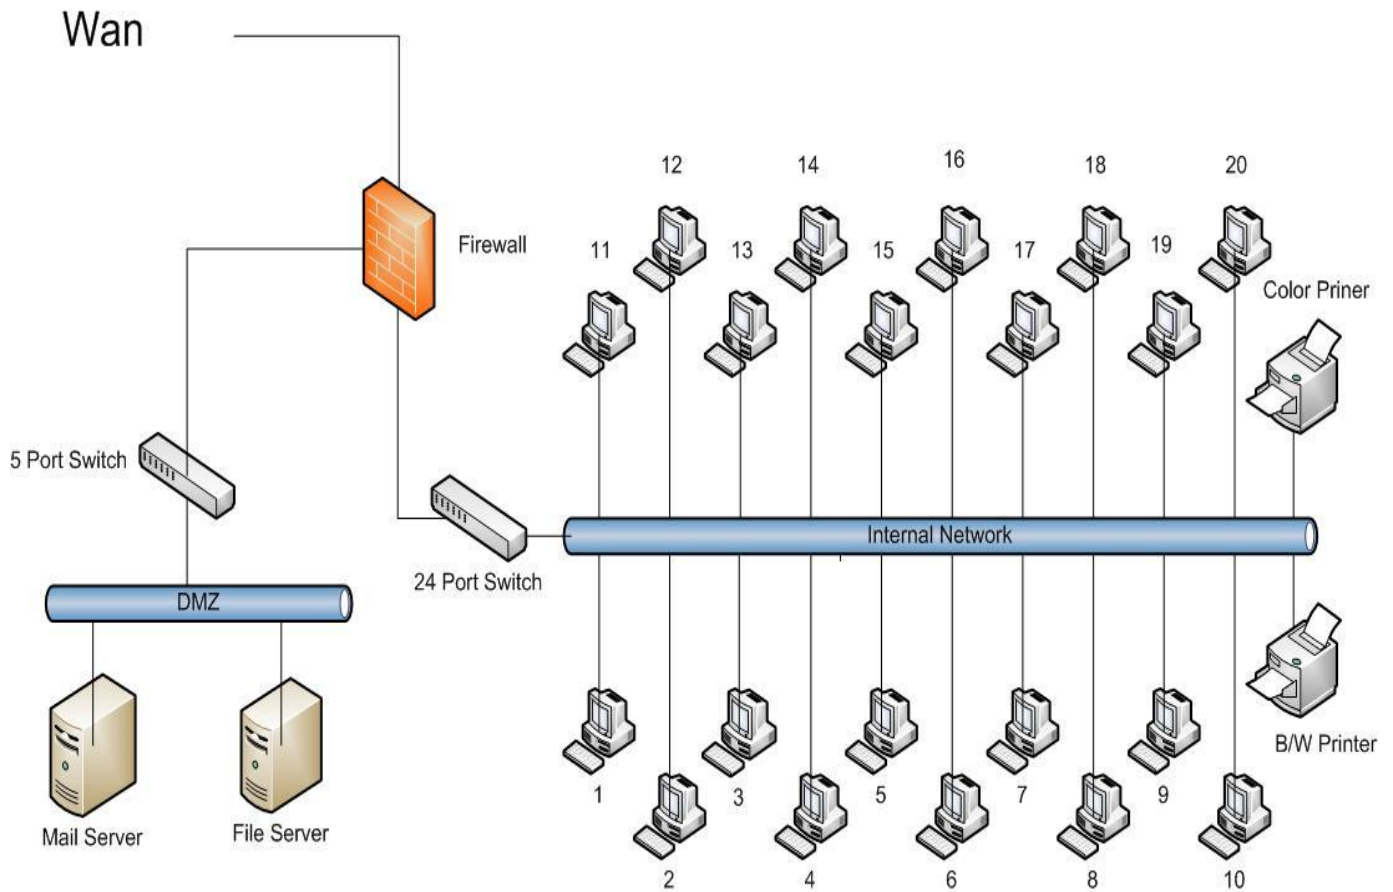 Wan
12
14
16
18
20
Firewall
11
13
15
17
19
Color Priner
5 Port Switch
Internal Network
24 Port Switch
DMZ
B/W Printer
1
3
5
7
9
Mail Server
File Server
2
4
6
8
10